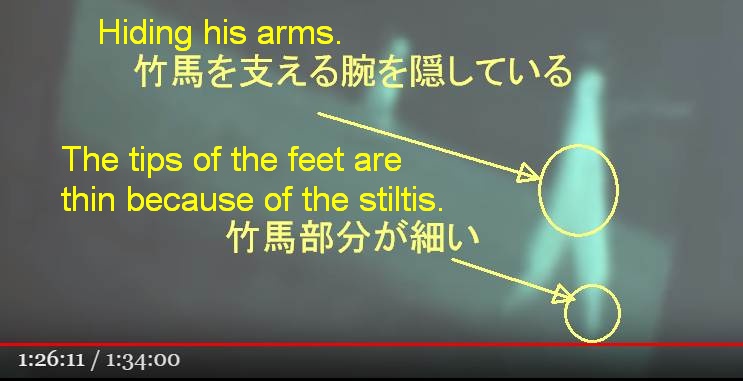 Hiding his arms.
竹馬を支える腕を隠している
The tips of the feet are
thin because of the stiltis.
竹馬部分が細い
1:26:11 / 1:34:00